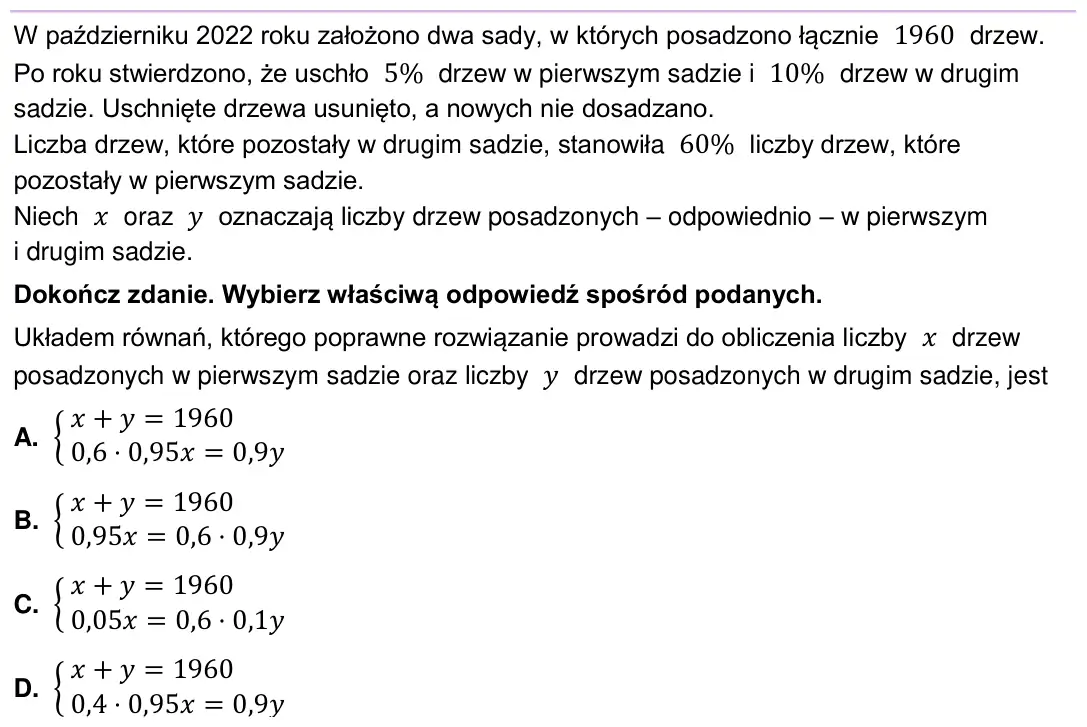 W październiku 2022 roku założono dwa sady, w których posadzono łącznie 1960 drzew.
Po roku stwierdzono, że uschło 5% drzew w pierwszym sadzie i 10% drzew w drugim
sadzie. Uschnięte drzewa usunięto, a nowych nie dosadzano.
Liczba drzew, które pozostały w drugim sadzie, stanowiła 60% liczby drzew, które
pozostały w pierwszym sadzie.
Niech x oraz y oznaczają liczby drzew posadzonych – odpowiednio – w pierwszym
i drugim sadzie.
Dokończ zdanie. Wybierz właściwą odpowiedź spośród podanych.
Układem równań, którego poprawne rozwiązanie prowadzi do obliczenia liczby x drzew
posadzonych w pierwszym sadzie oraz liczby y drzew posadzonych w drugim sadzie, jest
A. { x + y = 1960
0,6 · 0,95x = 0,9y
B. { x + y = 1960
0,95x = 0,6 · 0,9y
C. { x + y = 1960
0,05x = 0,6 · 0,1y
D. { x + y = 1960
0,4 · 0,95x = 0,9y